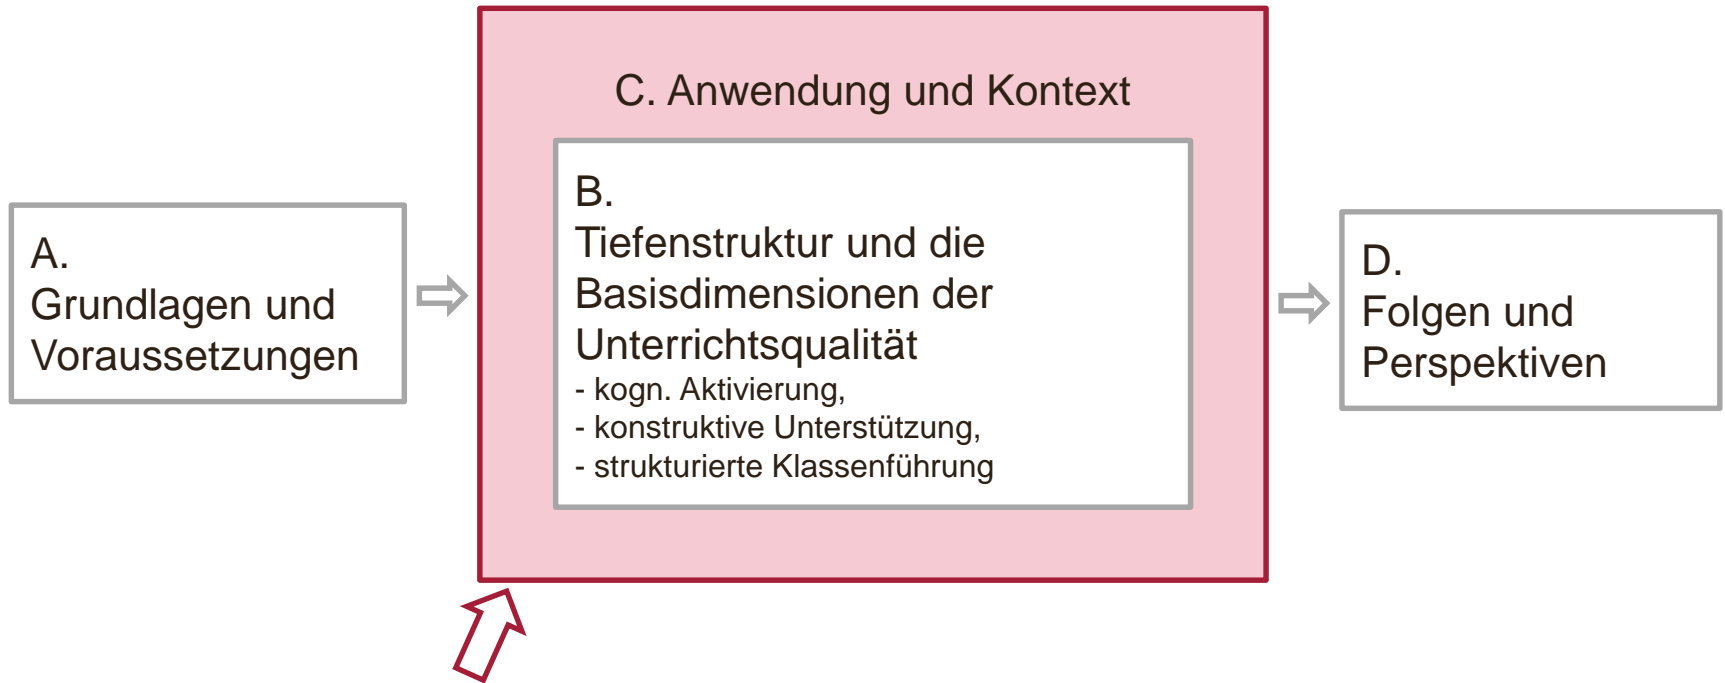 A.
Grundlagen und
Voraussetzungen
C. Anwendung und Kontext
B.
Tiefenstruktur und die
Basisdimensionen der
Unterrichtsqualität
- kogn. Aktivierung,
- konstruktive Unterstützung,
- strukturierte Klassenführung
D.
Folgen und
Perspektiven